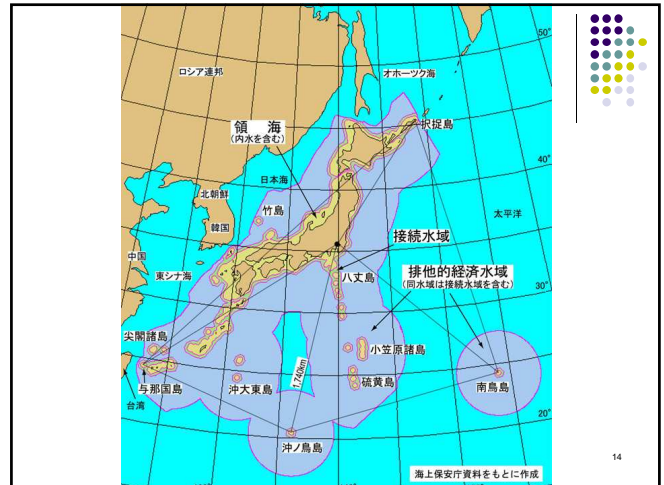 50°
ロシア連邦
オホーツク海
領　海
(内水を含む)
択捉島
40°
日本海
北朝鮮
竹島
太平洋
韓国
接続水域
中国
排他的経済水域
(同水域は接続水域を含む)
東シナ海
八丈島
30°
尖閣諸島
小笠原諸島
1,740km
与那国島
沖大東島
硫黄島
南鳥島
台湾
20°
沖ノ鳥島
14
海上保安庁資料をもとに作成